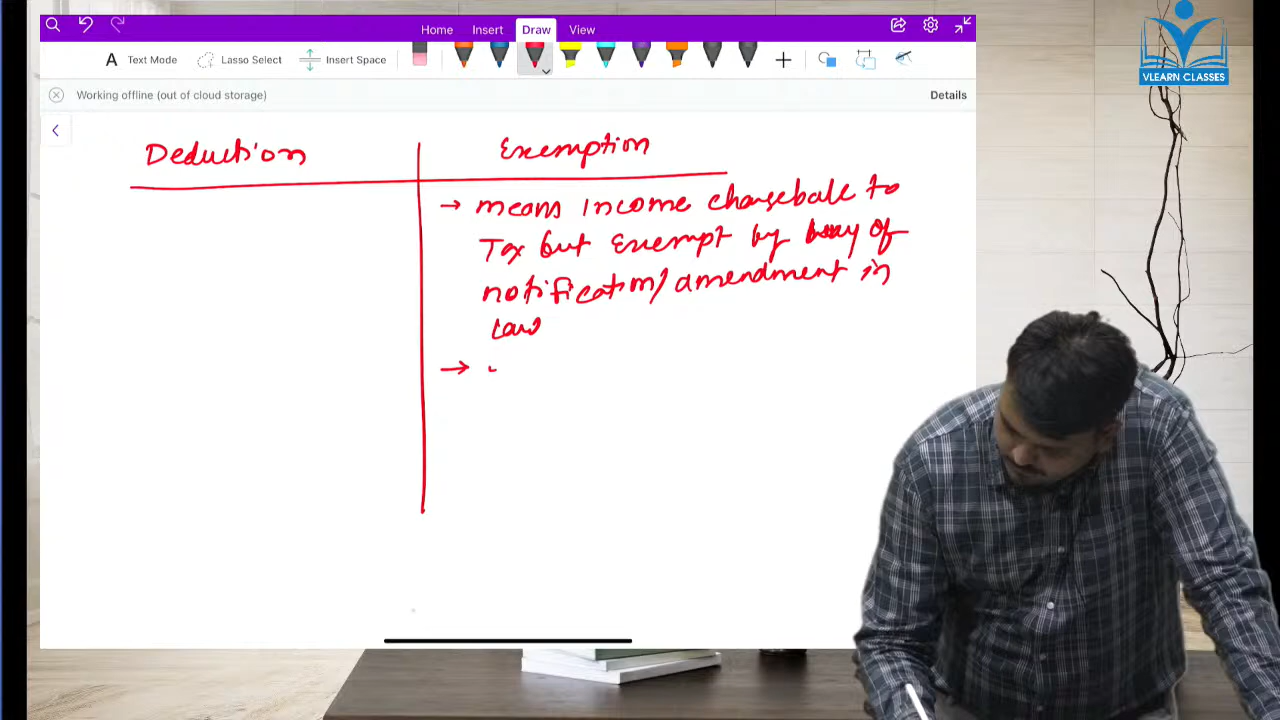 Home Insert Draw View
VLEARN CLASSES
A Text Mode Lasso Select Insert Space
Working offline (out of cloud storage) Details
Deduction Exemption
→ means income chargebale to
Tax but Exempt by way of
notification/amendment in
Law
→